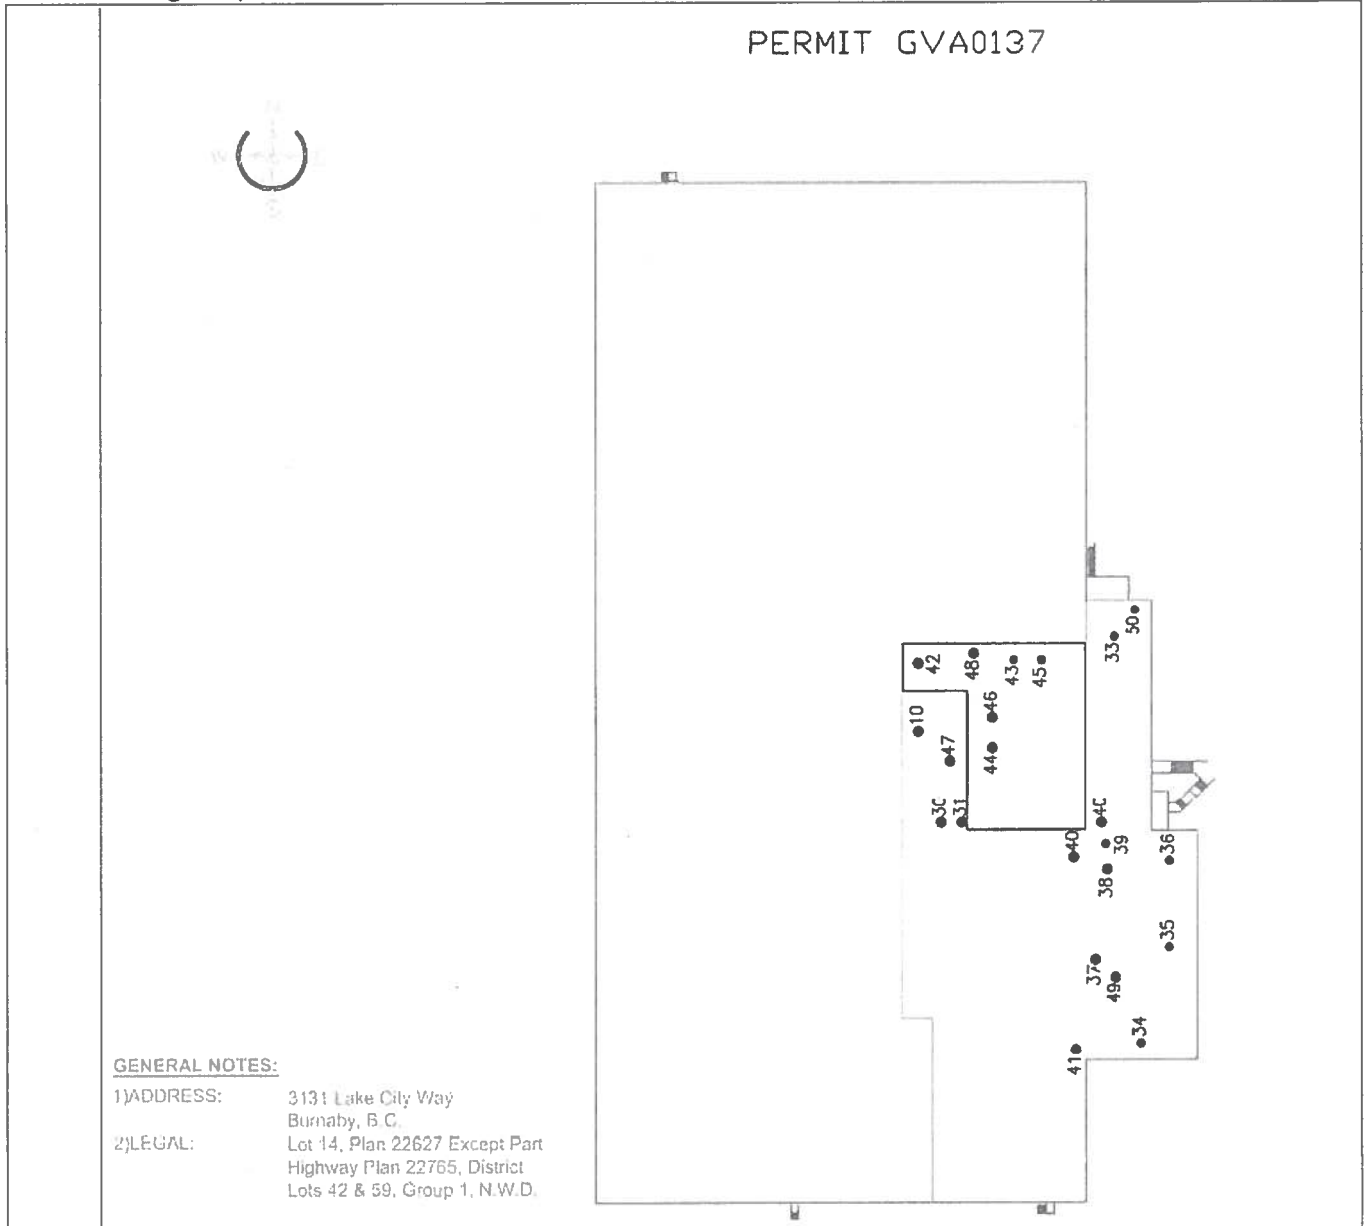 PERMIT GVA0137
50
33
42
48
43
45
46
10
47
44
30
31
4C
40
39
38
36
35
37
49
34
41
GENERAL NOTES:
1)ADDRESS: 3131 Lake City Way
Burnaby, B.C.
2)LEGAL: Lot 14, Plan 22627 Except Part
Highway Plan 22765, District
Lots 42 & 59, Group 1, N.W.D.